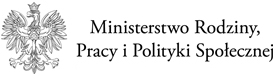 Ministerstwo Rodziny,
Pracy i Polityki Społecznej